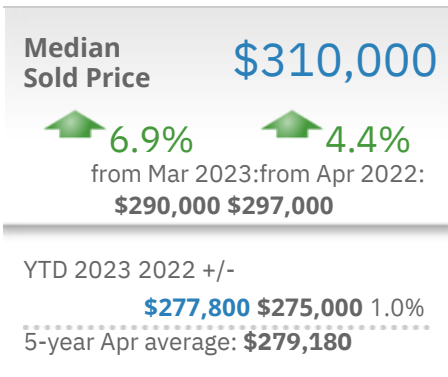 Median
Sold Price
$310,000
6.9%
4.4%
from Mar 2023:from Apr 2022:
$290,000 $297,000
YTD 2023 2022 +/-
$277,800 $275,000 1.0%
5-year Apr average: $279,180